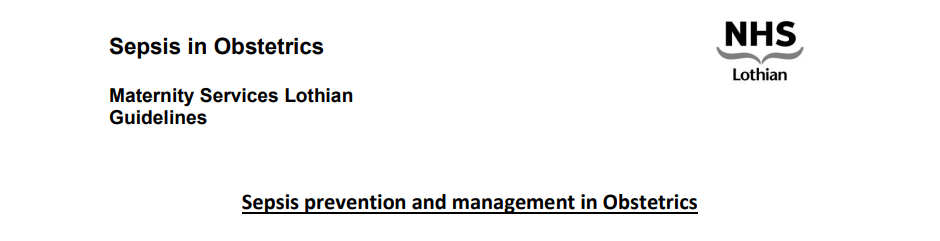 Sepsis in Obstetrics
NHS
Lothian
Maternity Services Lothian
Guidelines
Sepsis prevention and management in Obstetrics